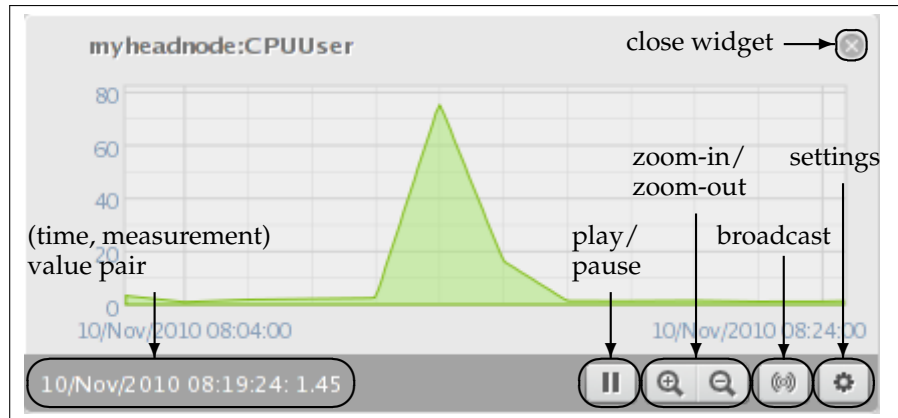 myheadnode:CPUUser
close widget
80
60
40
20
0
zoom-in/
zoom-out
settings
(time, measurement)
value pair
play/
pause
broadcast
10/Nov/2010 08:04:00
10/Nov/2010 08:24:00
10/Nov/2010 08:19:24: 1.45